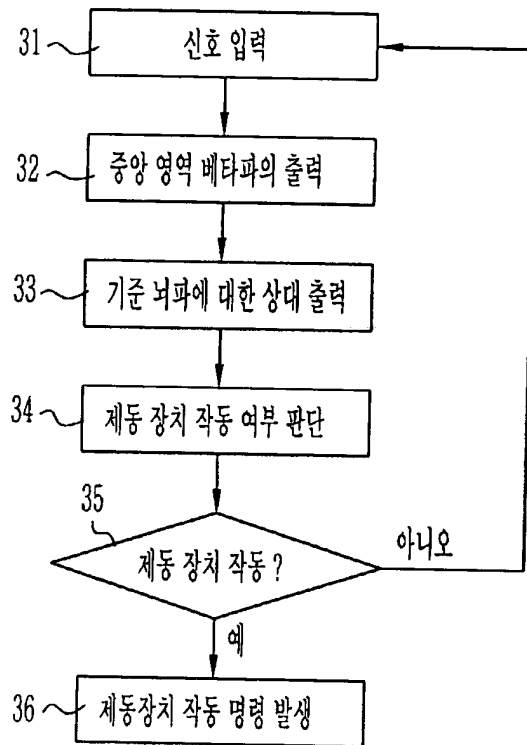 31 신호 입력
32 중앙 영역 베타파의 출력
33 기준 뇌파에 대한 상대 출력
34 제동 장치 작동 여부 판단
35
제동 장치 작동 ?
아니오
예
36 제동장치 작동 명령 발생